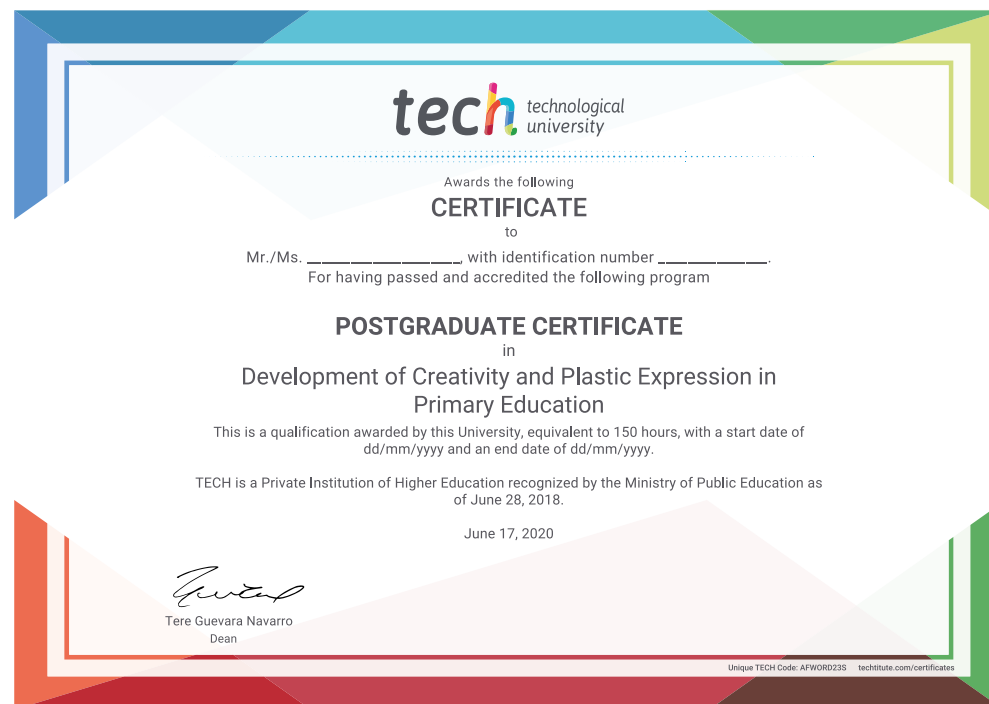 tech technological
university
Awards the following
CERTIFICATE
to
Mr./Ms. ____________________, with identification number ______________.
For having passed and accredited the following program
POSTGRADUATE CERTIFICATE
in
Development of Creativity and Plastic Expression in
Primary Education
This is a qualification awarded by this University, equivalent to 150 hours, with a start date of
dd/mm/yyyy and an end date of dd/mm/yyyy.
TECH is a Private Institution of Higher Education recognized by the Ministry of Public Education as
of June 28, 2018.
June 17, 2020
Tere Guevara Navarro
Dean
Unique TECH Code: AFWORD23S techtitute.com/certificates